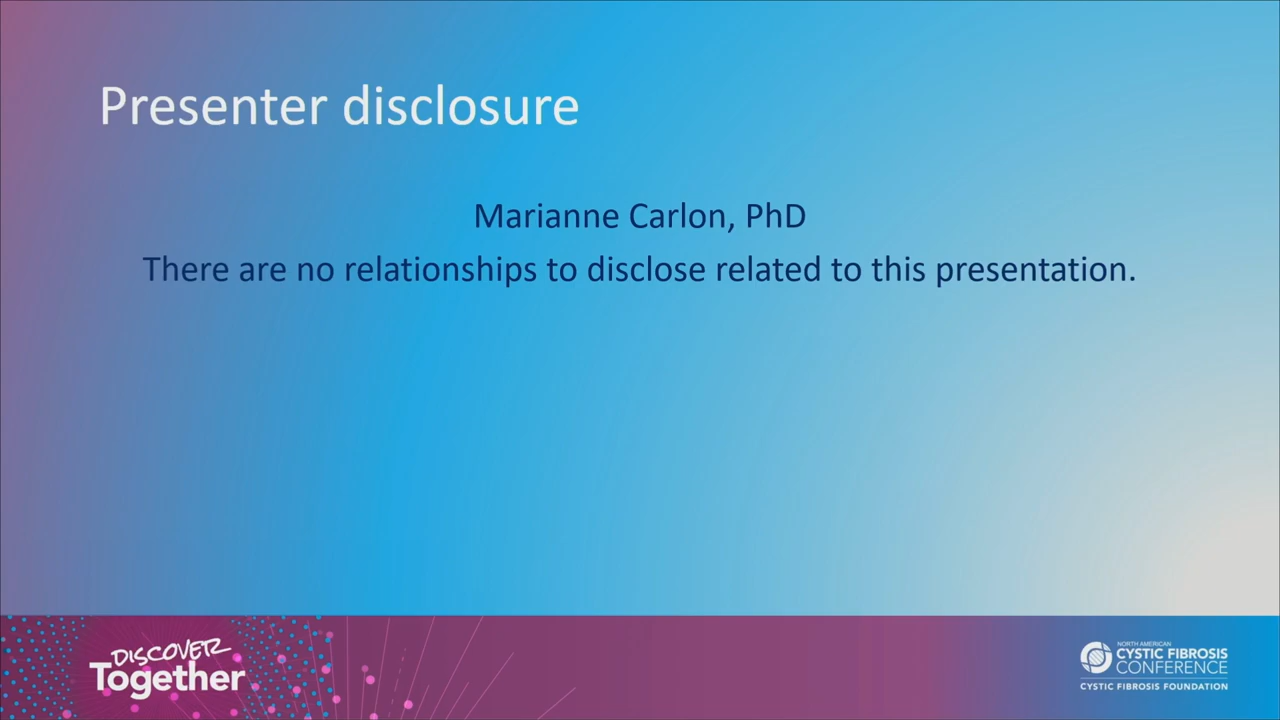 Presenter disclosure
Marianne Carlon, PhD
There are no relationships to disclose related to this presentation.
DISCOVER
Together
NORTH AMERICAN
CYSTIC FIBROSIS
CONFERENCE
CYSTIC FIBROSIS FOUNDATION